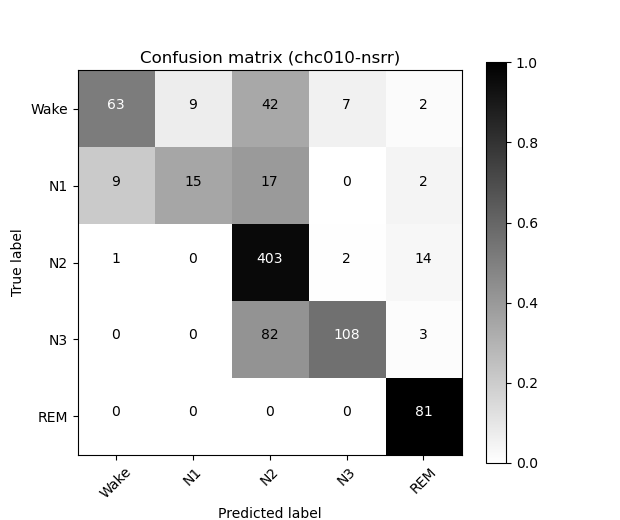 Confusion matrix (chc010-nsrr)
True label
Wake 63 9 42 7 2
N1 9 15 17 0 2
N2 1 0 403 2 14
N3 0 0 82 108 3
REM 0 0 0 0 81
Wake N1 N2 N3 REM
Predicted label
1.0
0.8
0.6
0.4
0.2
0.0